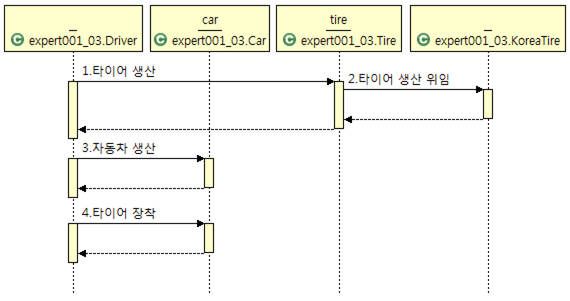 _
expert001_03.Driver
car
expert001_03.Car
tire
expert001_03.Tire
_
expert001_03.KoreaTire
1.타이어 생산
2.타이어 생산 위임
3.자동차 생산
4.타이어 장착